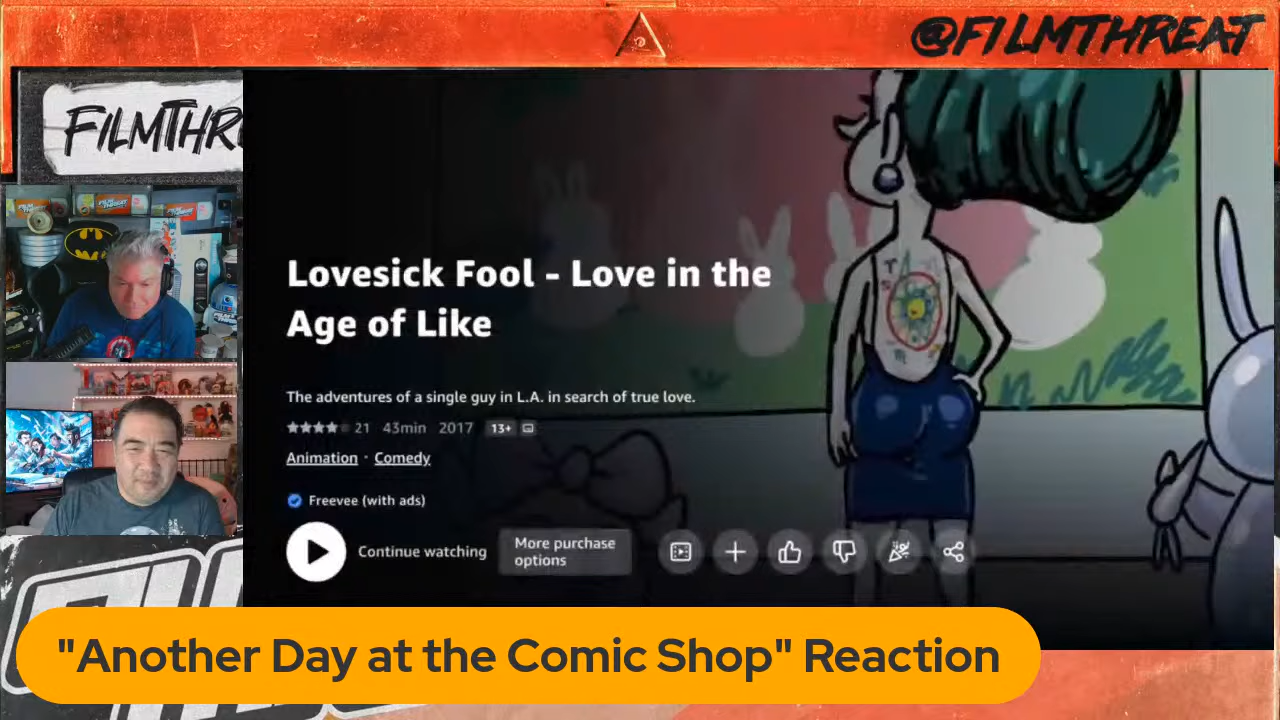 @FILMTHREAT
FILMTHR
Lovesick Fool - Love in the
Age of Like
The adventures of a single guy in L.A. in search of true love.
21 43min 2017 13+
Animation · Comedy
Freevee (with ads)
Continue watching
More purchase
options
"Another Day at the Comic Shop" Reaction